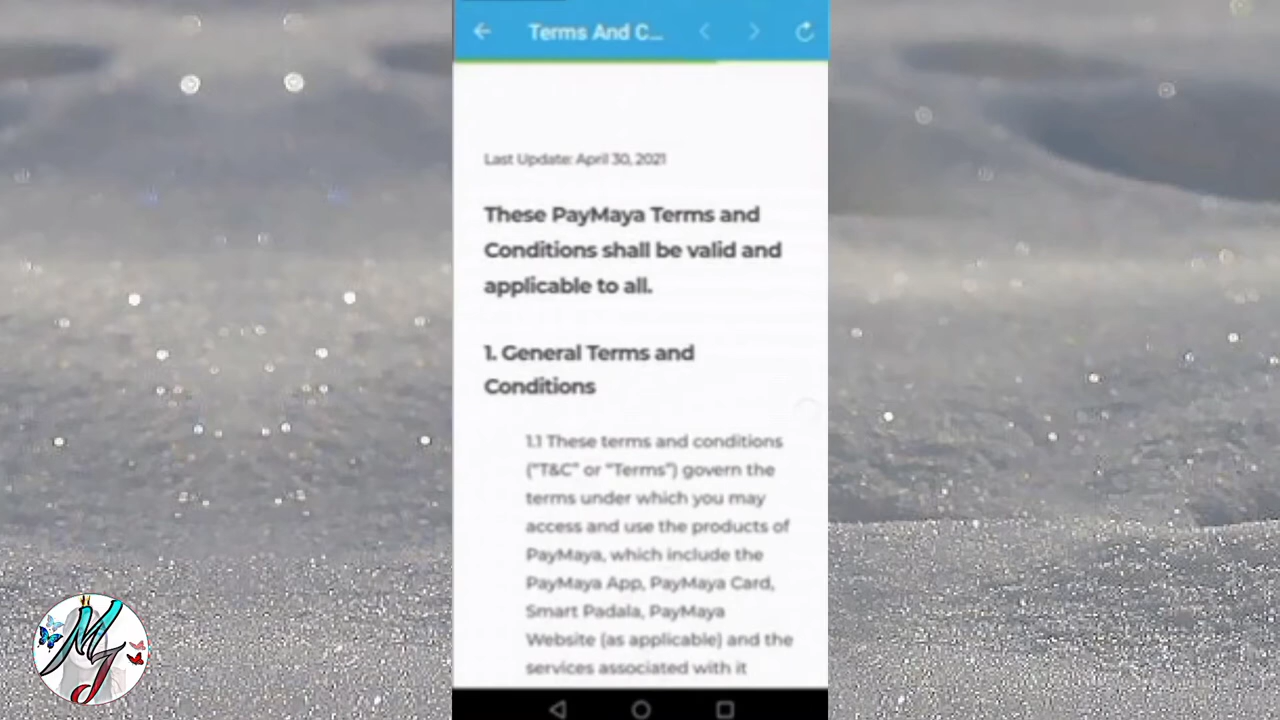 Terms And C...
Last Update: April 30, 2021
These PayMaya Terms and
Conditions shall be valid and
applicable to all.
1. General Terms and
Conditions
1.1 These terms and conditions
(“T&C” or “Terms”) govern the
terms under which you may
access and use the products of
PayMaya, which include the
PayMaya App, PayMaya Card,
Smart Padala, PayMaya
Website (as applicable) and the
services associated with it
MJ